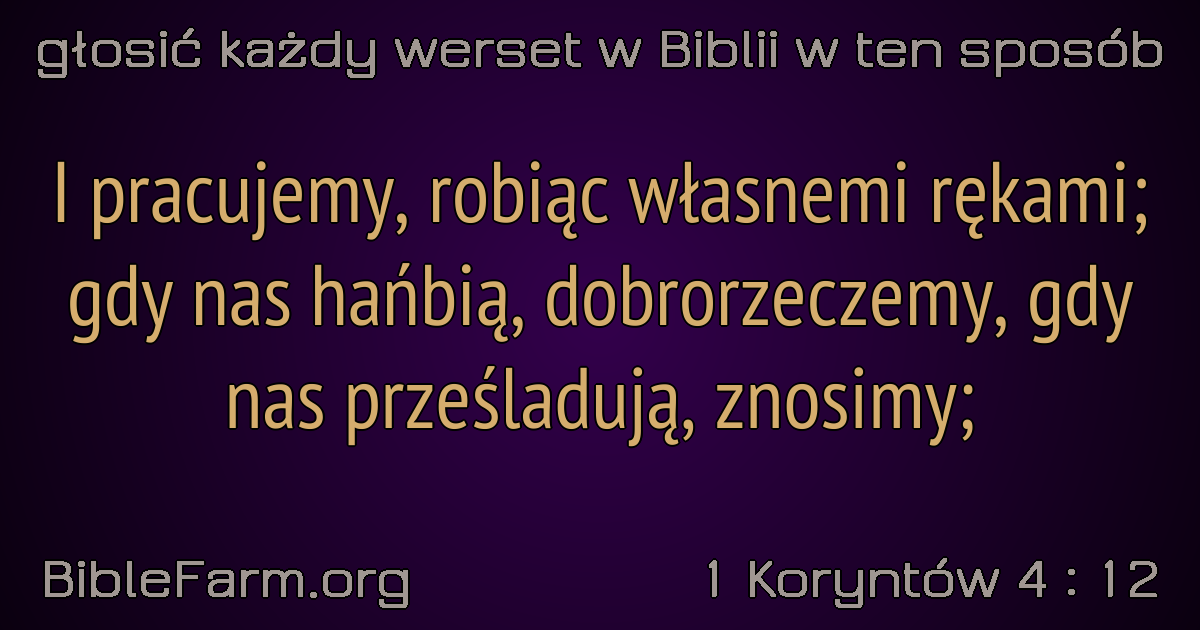 głosić każdy werset w Biblii w ten sposób
I pracujemy, robiąc własnemi rękami;
gdy nas hańbią, dobrorzeczemy, gdy
nas prześladują, znosimy;
BibleFarm.org
1 Koryntów 4 : 12